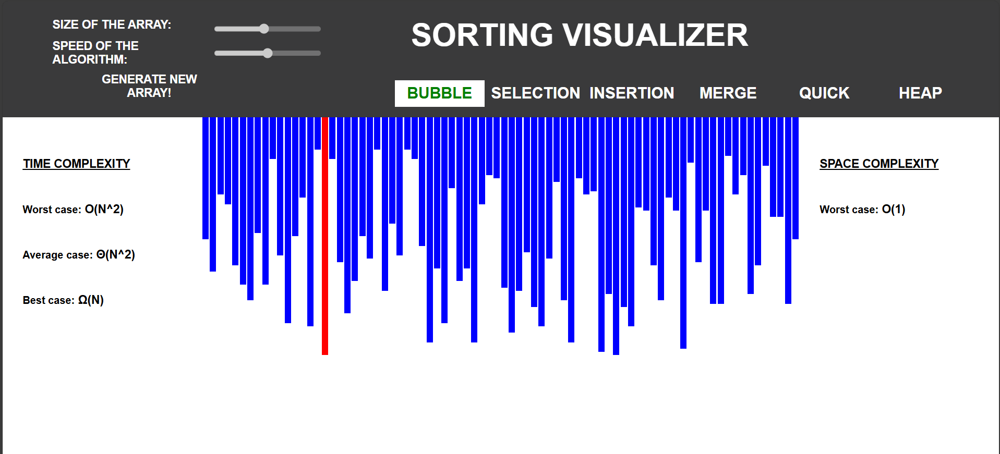 SIZE OF THE ARRAY:
SPEED OF THE
ALGORITHM:
GENERATE NEW
ARRAY!
SORTING VISUALIZER
BUBBLE SELECTION INSERTION MERGE QUICK HEAP
TIME COMPLEXITY
Worst case: O(N^2)
Average case: Θ(N^2)
Best case: Ω(N)
SPACE COMPLEXITY
Worst case: O(1)